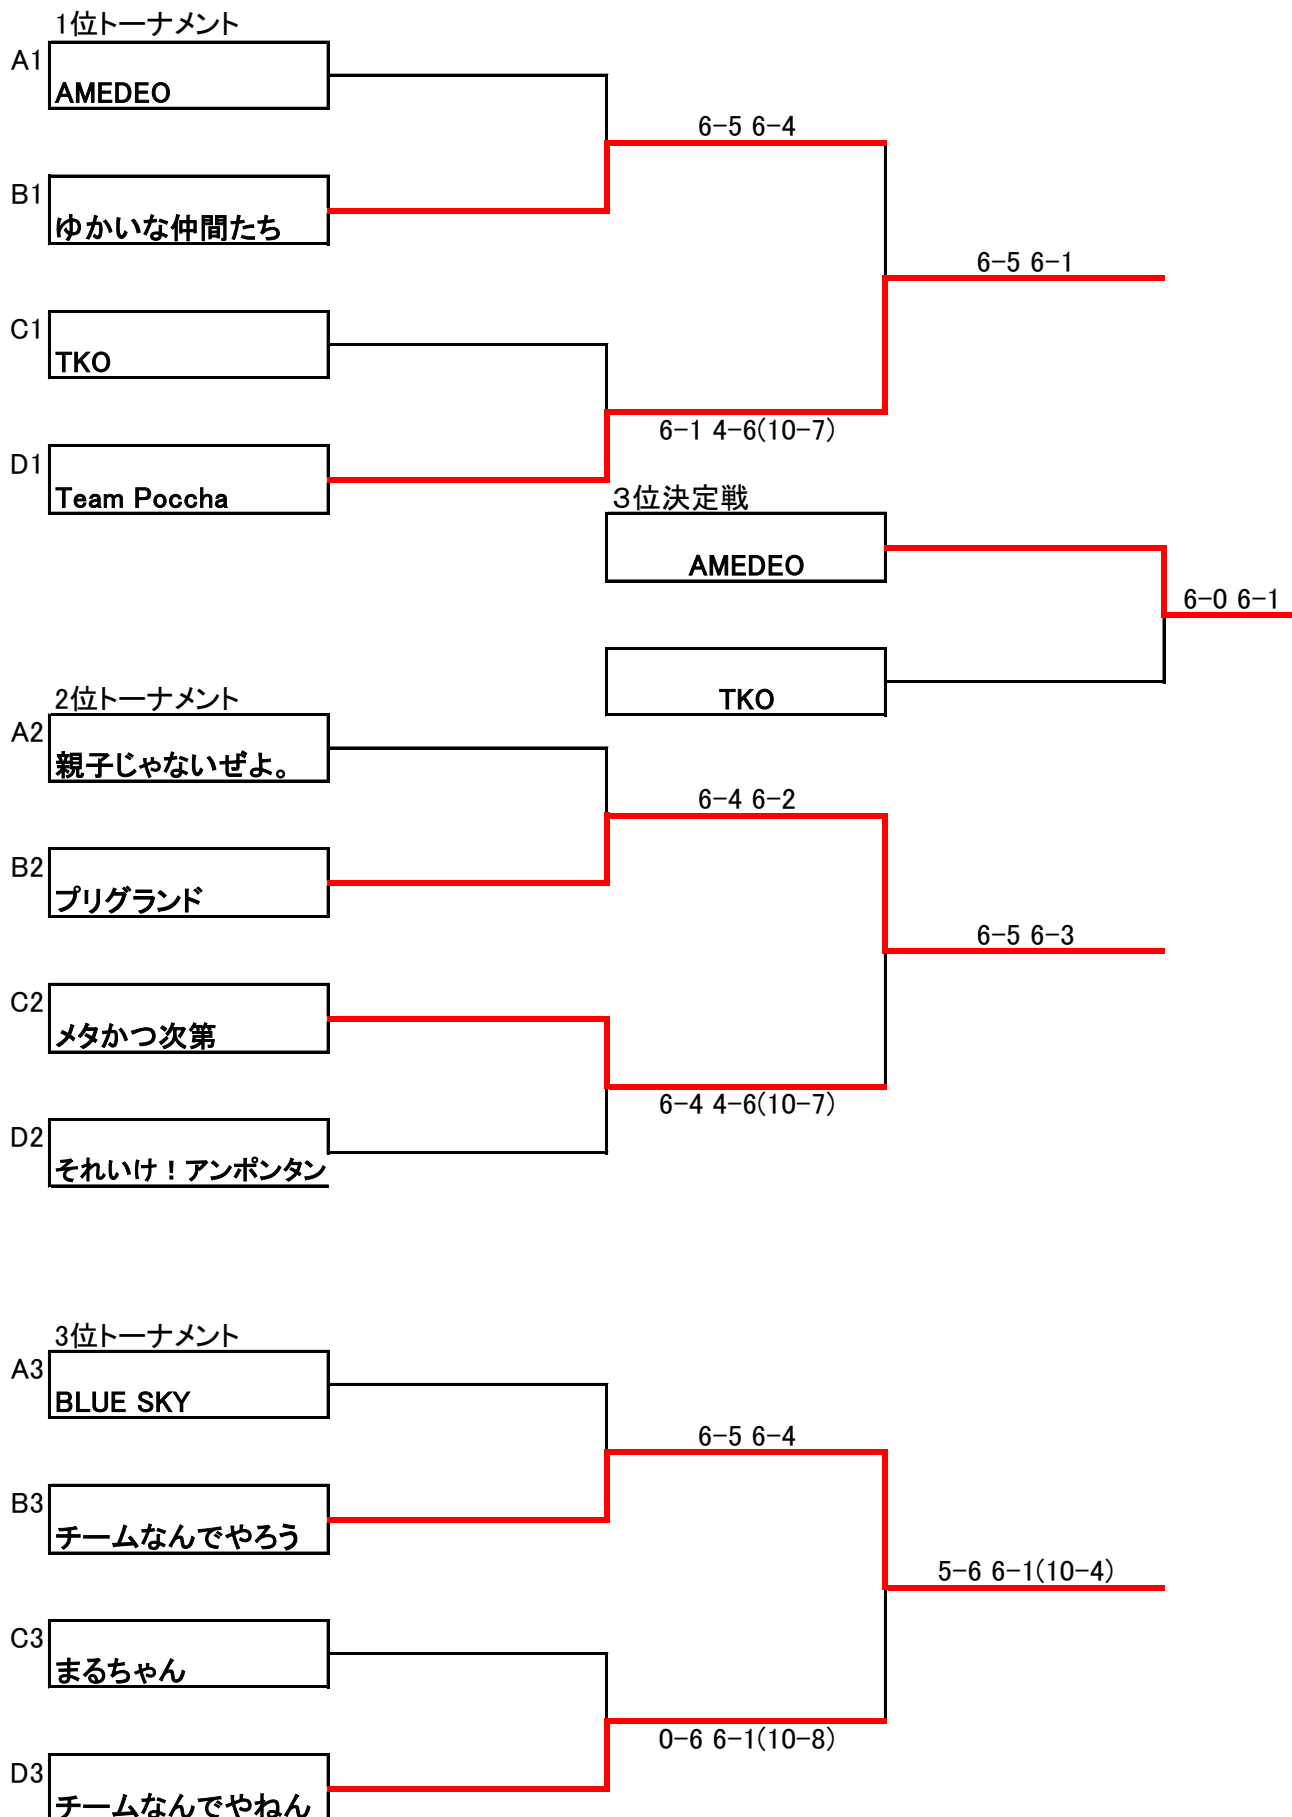 1位トーナメント
A1
AMEDEO
6-5 6-4
B1
ゆかいな仲間たち
6-5 6-1
C1
TKO
6-1 4-6(10-7)
D1
Team Poccha
３位決定戦
AMEDEO
6-0 6-1
TKO
2位トーナメント
A2
親子じゃないぜよ。
6-4 6-2
B2
プリグランド
6-5 6-3
C2
メタかつ次第
6-4 4-6(10-7)
D2
それいけ！アンポンタン
3位トーナメント
A3
BLUE SKY
6-5 6-4
B3
チームなんでやろう
5-6 6-1(10-4)
C3
まるちゃん
0-6 6-1(10-8)
D3
チームなんでやねん